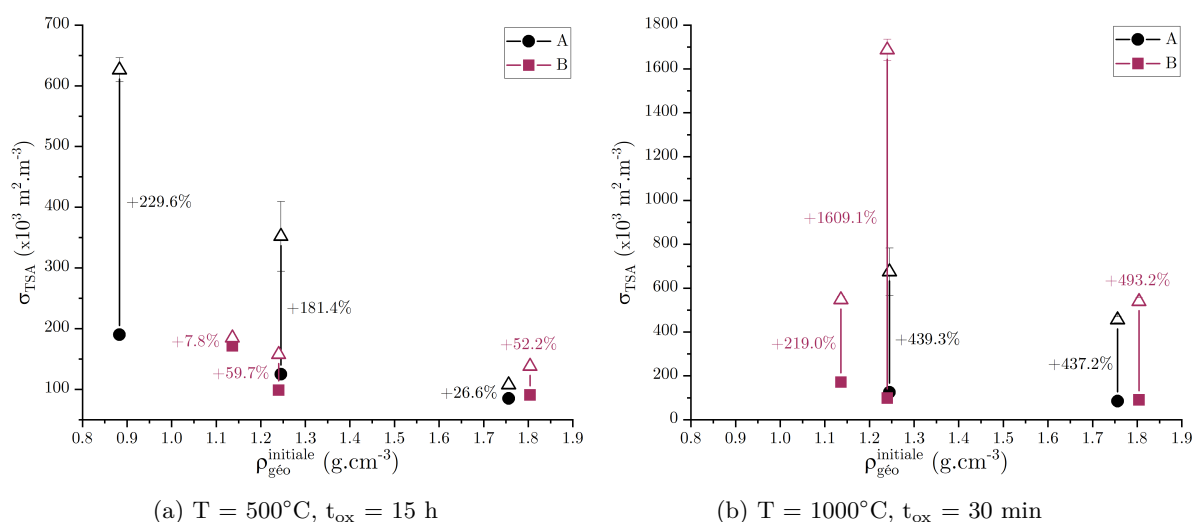 700
600
500
400
300
200
100
σTSA (x10³ m².m⁻³)
A
B
+229.6%
+181.4%
+7.8%
+59.7%
+52.2%
+26.6%
0.8 0.9 1.0 1.1 1.2 1.3 1.4 1.5 1.6 1.7 1.8 1.9
ρgéo initiale (g.cm⁻³)
(a) T = 500°C, tox = 15 h
1800
1600
1400
1200
1000
800
600
400
200
0
σTSA (x10³ m².m⁻³)
A
B
+1609.1%
+493.2%
+219.0%
+439.3%
+437.2%
0.8 0.9 1.0 1.1 1.2 1.3 1.4 1.5 1.6 1.7 1.8 1.9
ρgéo initiale (g.cm⁻³)
(b) T = 1000°C, tox = 30 min